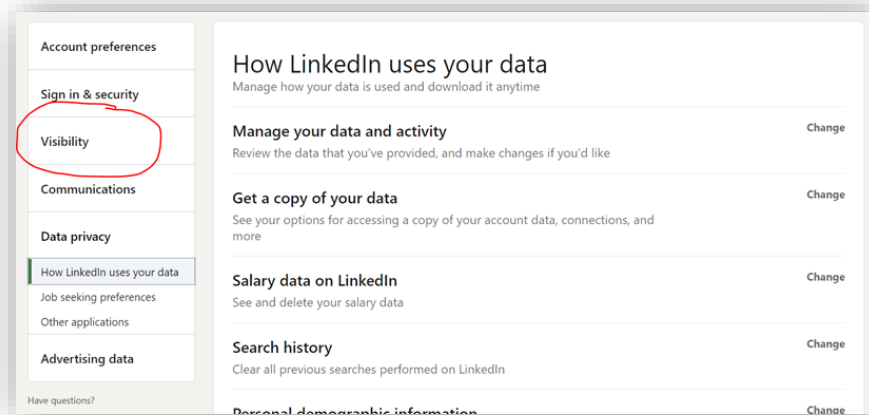 Account preferences
Sign in & security
Visibility
Communications
Data privacy
How LinkedIn uses your data
Job seeking preferences
Other applications
Advertising data
Have questions?
How LinkedIn uses your data
Manage how your data is used and download it anytime
Manage your data and activity
Change
Review the data that you've provided, and make changes if you'd like
Get a copy of your data
Change
See your options for accessing a copy of your account data, connections, and
more
Salary data on LinkedIn
Change
See and delete your salary data
Search history
Change
Clear all previous searches performed on LinkedIn
Personal demographic information
Change